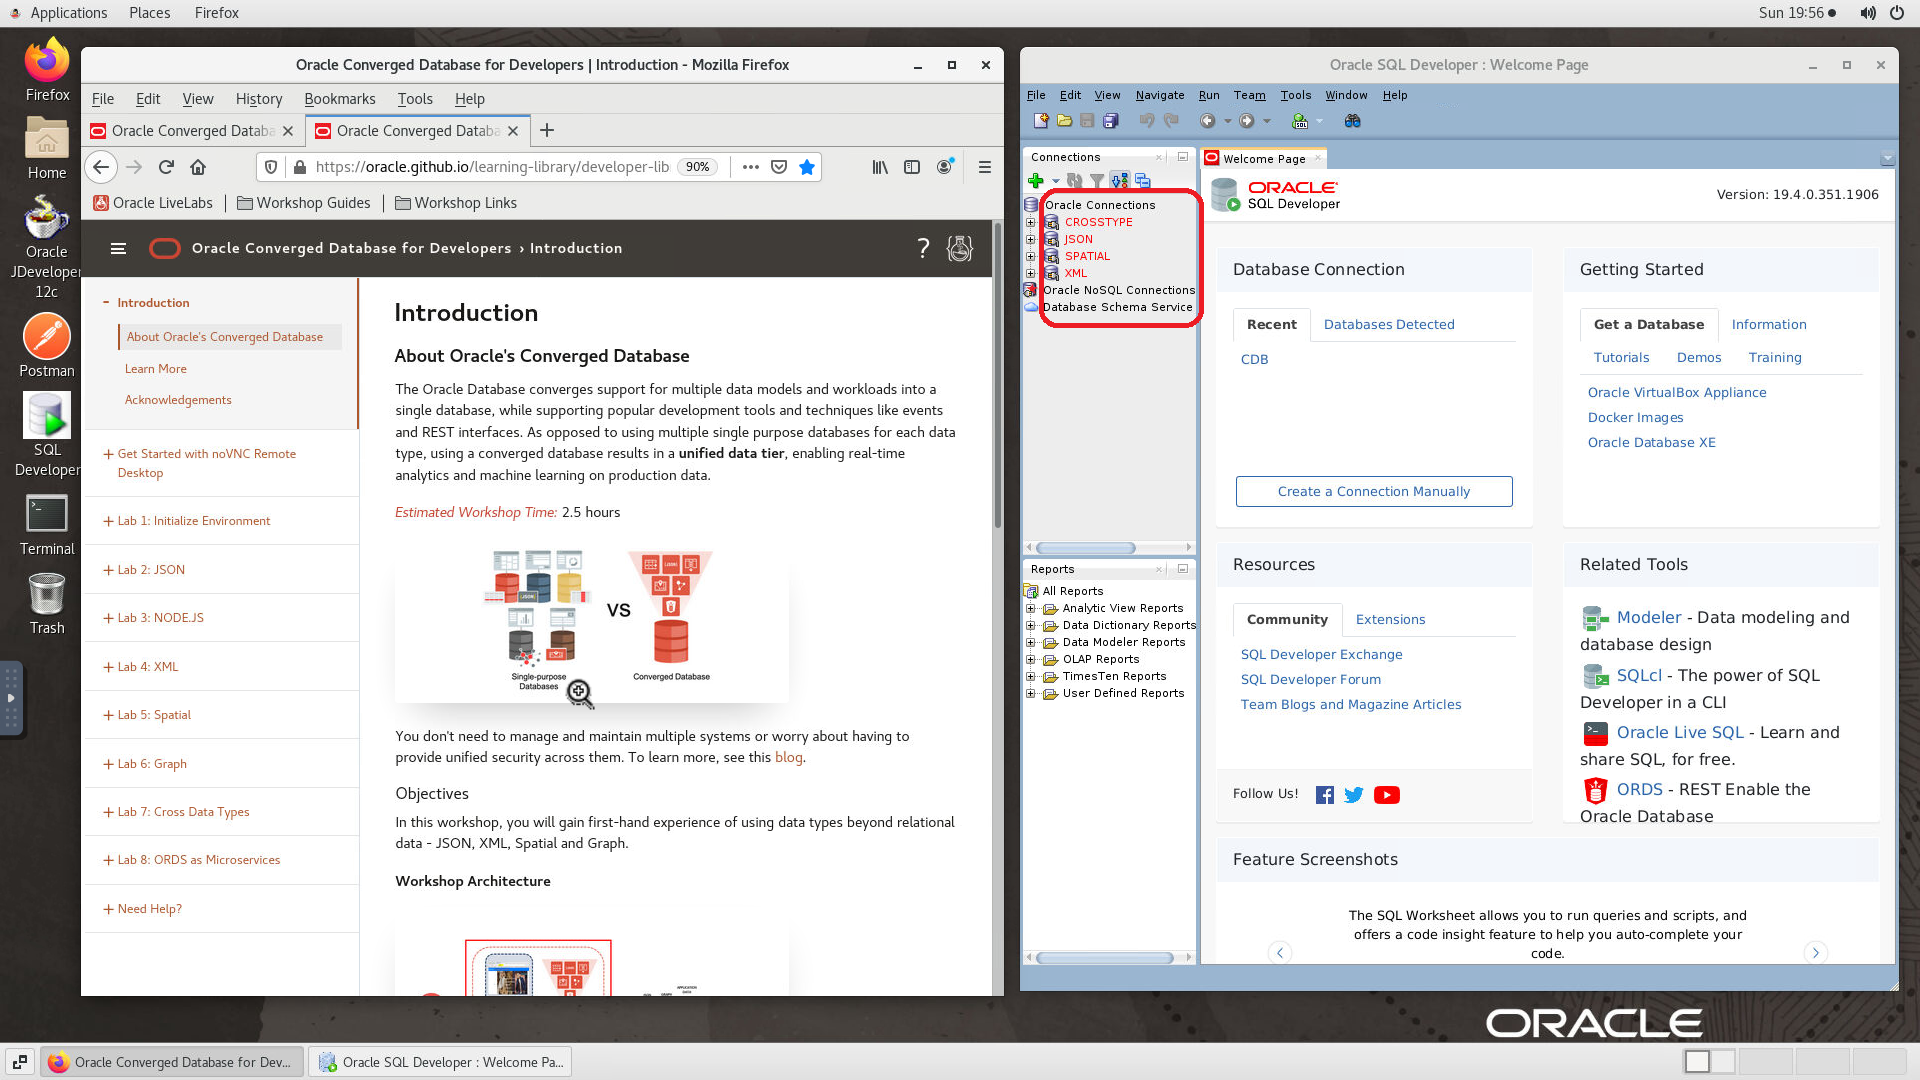 Applications Places Firefox Sun 19:56
Firefox
Home
Oracle
JDeveloper
12c
Postman
SQL
Developer
Terminal
Trash
Oracle Converged Database for Developers | Introduction - Mozilla Firefox
File Edit View History Bookmarks Tools Help
Oracle Converged Databa Oracle Converged Databa
https://oracle.github.io/learning-library/developer-lib 90%
Oracle LiveLabs Workshop Guides Workshop Links
Oracle Converged Database for Developers › Introduction ?
- Introduction
About Oracle's Converged Database
Learn More
Acknowledgements
+ Get Started with noVNC Remote
Desktop
+ Lab 1: Initialize Environment
+ Lab 2: JSON
+ Lab 3: NODE.JS
+ Lab 4: XML
+ Lab 5: Spatial
+ Lab 6: Graph
+ Lab 7: Cross Data Types
+ Lab 8: ORDS as Microservices
+ Need Help?
Introduction
About Oracle's Converged Database
The Oracle Database converges support for multiple data models and workloads into a
single database, while supporting popular development tools and techniques like events
and REST interfaces. As opposed to using multiple single purpose databases for each data
type, using a converged database results in a unified data tier, enabling real-time
analytics and machine learning on production data.
Estimated Workshop Time: 2.5 hours
VS
Single-purpose
Databases
Converged Database
You don't need to manage and maintain multiple systems or worry about having to
provide unified security across them. To learn more, see this blog.
Objectives
In this workshop, you will gain first-hand experience of using data types beyond relational
data - JSON, XML, Spatial and Graph.
Workshop Architecture
Oracle SQL Developer : Welcome Page
File Edit View Navigate Run Team Tools Window Help
Connections
Oracle Connections
CROSSTYPE
JSON
SPATIAL
XML
Oracle NoSQL Connections
Database Schema Service
Reports
All Reports
Analytic View Reports
Data Dictionary Reports
Data Modeler Reports
OLAP Reports
TimesTen Reports
User Defined Reports
Welcome Page
ORACLE
SQL Developer
Version: 19.4.0.351.1906
Database Connection
Recent Databases Detected
CDB
Create a Connection Manually
Getting Started
Get a Database Information
Tutorials Demos Training
Oracle VirtualBox Appliance
Docker Images
Oracle Database XE
Resources
Community Extensions
SQL Developer Exchange
SQL Developer Forum
Team Blogs and Magazine Articles
Follow Us!
Related Tools
Modeler - Data modeling and
database design
SQLcl - The power of SQL
Developer in a CLI
Oracle Live SQL - Learn and
share SQL, for free.
ORDS - REST Enable the
Oracle Database
Feature Screenshots
The SQL Worksheet allows you to run queries and scripts, and
offers a code insight feature to help you auto-complete your
code.
ORACLE
Oracle Converged Database for Dev... Oracle SQL Developer : Welcome Pa...